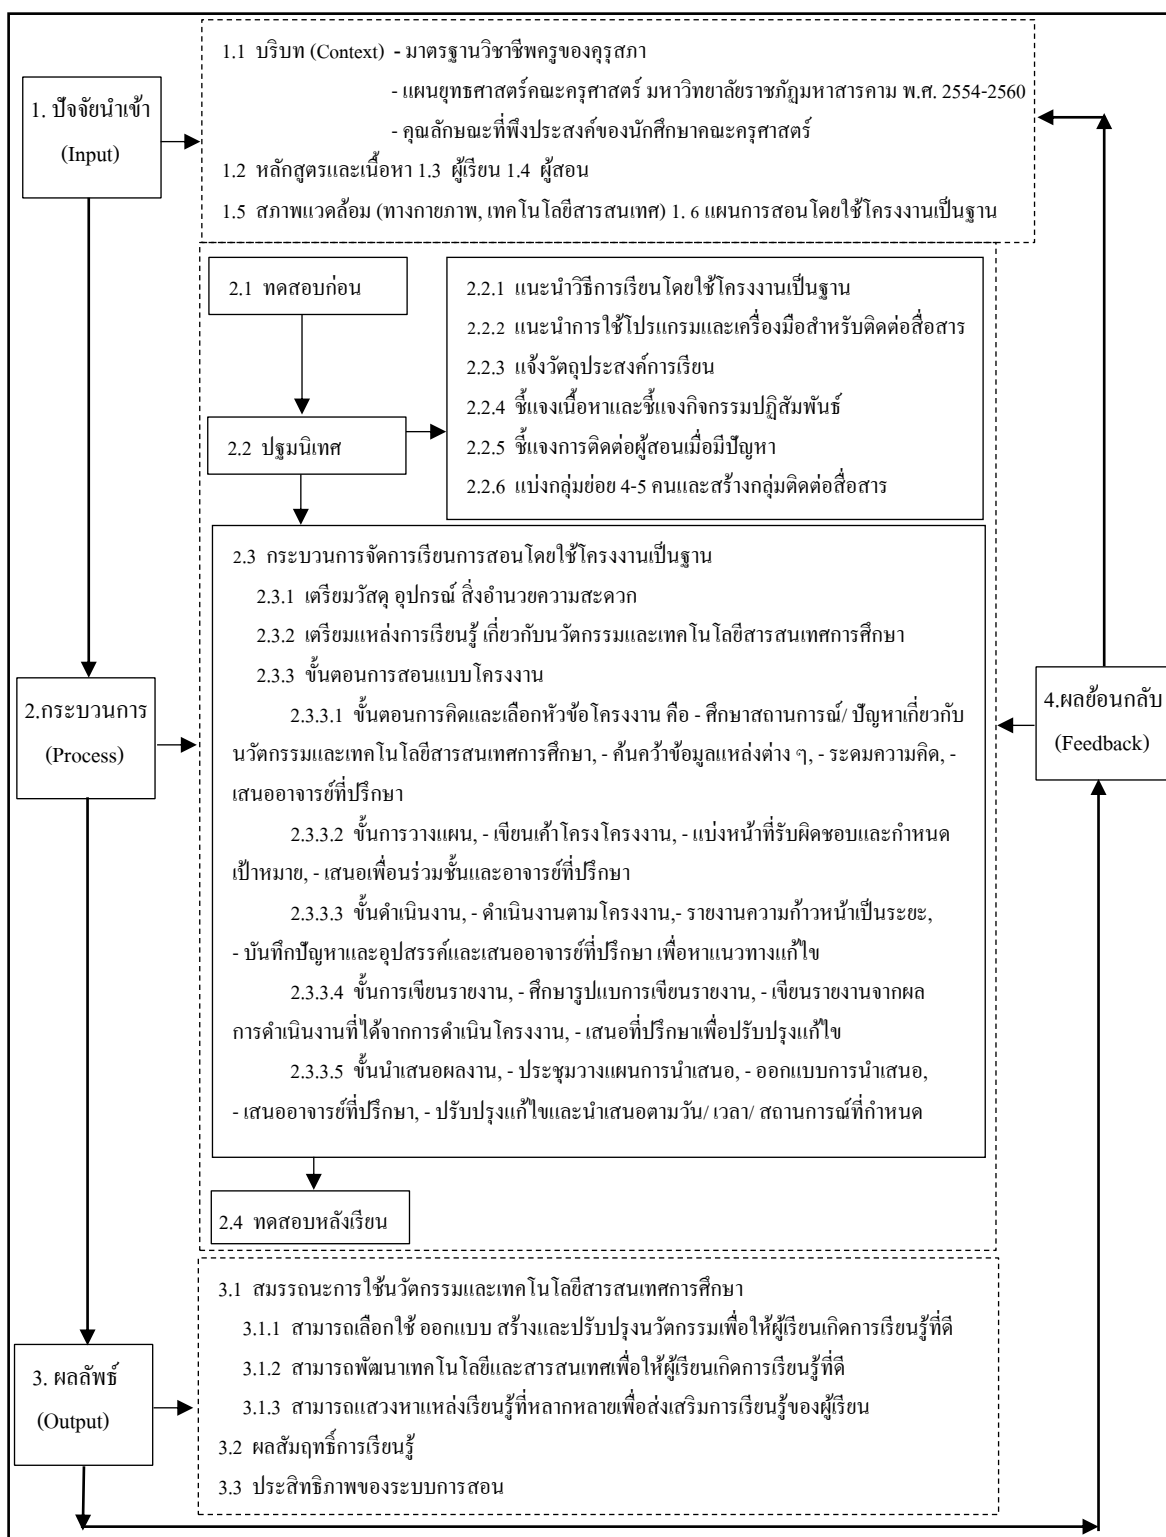 1. ปัจจัยนำเข้า
(Input)
1.1 บริบท (Context) - มาตรฐานวิชาชีพครูของคุรุสภา
- แผนยุทธศาสตร์คณะครุศาสตร์ มหาวิทยาลัยราชภัฏมหาสารคาม พ.ศ. 2554-2560
- คุณลักษณะที่พึงประสงค์ของนักศึกษาคณะครุศาสตร์
1.2 หลักสูตรและเนื้อหา 1.3 ผู้เรียน 1.4 ผู้สอน
1.5 สภาพแวดล้อม (ทางกายภาพ, เทคโนโลยีสารสนเทศ) 1. 6 แผนการสอนโดยใช้โครงงานเป็นฐาน
2.กระบวนการ
(Process)
2.1 ทดสอบก่อน
2.2 ปฐมนิเทศ
2.2.1 แนะนำวิธีการเรียนโดยใช้โครงงานเป็นฐาน
2.2.2 แนะนำการใช้โปรแกรมและเครื่องมือสำหรับติดต่อสื่อสาร
2.2.3 แจ้งวัตถุประสงค์การเรียน
2.2.4 ชี้แจงเนื้อหาและชี้แจงกิจกรรมปฏิสัมพันธ์
2.2.5 ชี้แจงการติดต่อผู้สอนเมื่อมีปัญหา
2.2.6 แบ่งกลุ่มย่อย 4-5 คนและสร้างกลุ่มติดต่อสื่อสาร
2.3 กระบวนการจัดการเรียนการสอนโดยใช้โครงงานเป็นฐาน
2.3.1 เตรียมวัสดุ อุปกรณ์ สิ่งอำนวยความสะดวก
2.3.2 เตรียมแหล่งการเรียนรู้ เกี่ยวกับนวัตกรรมและเทคโนโลยีสารสนเทศการศึกษา
2.3.3 ขั้นตอนการสอนแบบโครงงาน
2.3.3.1 ขั้นตอนการคิดและเลือกหัวข้อโครงงาน คือ - ศึกษาสถานการณ์/ ปัญหาเกี่ยวกับ
นวัตกรรมและเทคโนโลยีสารสนเทศการศึกษา, - ค้นคว้าข้อมูลแหล่งต่าง ๆ, - ระดมความคิด, -
เสนออาจารย์ที่ปรึกษา
2.3.3.2 ขั้นการวางแผน, - เขียนเค้าโครงโครงงาน, - แบ่งหน้าที่รับผิดชอบและกำหนด
เป้าหมาย, - เสนอเพื่อนร่วมชั้นและอาจารย์ที่ปรึกษา
2.3.3.3 ขั้นดำเนินงาน, - ดำเนินงานตามโครงงาน,- รายงานความก้าวหน้าเป็นระยะ,
- บันทึกปัญหาและอุปสรรค์และเสนออาจารย์ที่ปรึกษา เพื่อหาแนวทางแก้ไข
2.3.3.4 ขั้นการเขียนรายงาน, - ศึกษารูปแบบการเขียนรายงาน, - เขียนรายงานจากผล
การดำเนินงานที่ได้จากการดำเนินโครงงาน, - เสนอที่ปรึกษาเพื่อปรับปรุงแก้ไข
2.3.3.5 ขั้นนำเสนอผลงาน, - ประชุมวางแผนการนำเสนอ, - ออกแบบการนำเสนอ,
- เสนออาจารย์ที่ปรึกษา, - ปรับปรุงแก้ไขและนำเสนอตามวัน/ เวลา/ สถานการณ์ที่กำหนด
2.4 ทดสอบหลังเรียน
4.ผลย้อนกลับ
(Feedback)
3. ผลลัพธ์
(Output)
3.1 สมรรถนะการใช้นวัตกรรมและเทคโนโลยีสารสนเทศการศึกษา
3.1.1 สามารถเลือกใช้ ออกแบบ สร้างและปรับปรุงนวัตกรรมเพื่อให้ผู้เรียนเกิดการเรียนรู้ที่ดี
3.1.2 สามารถพัฒนาเทคโนโลยีและสารสนเทศเพื่อให้ผู้เรียนเกิดการเรียนรู้ที่ดี
3.1.3 สามารถแสวงหาแหล่งเรียนรู้ที่หลากหลายเพื่อส่งเสริมการเรียนรู้ของผู้เรียน
3.2 ผลสัมฤทธิ์การเรียนรู้
3.3 ประสิทธิภาพของระบบการสอน